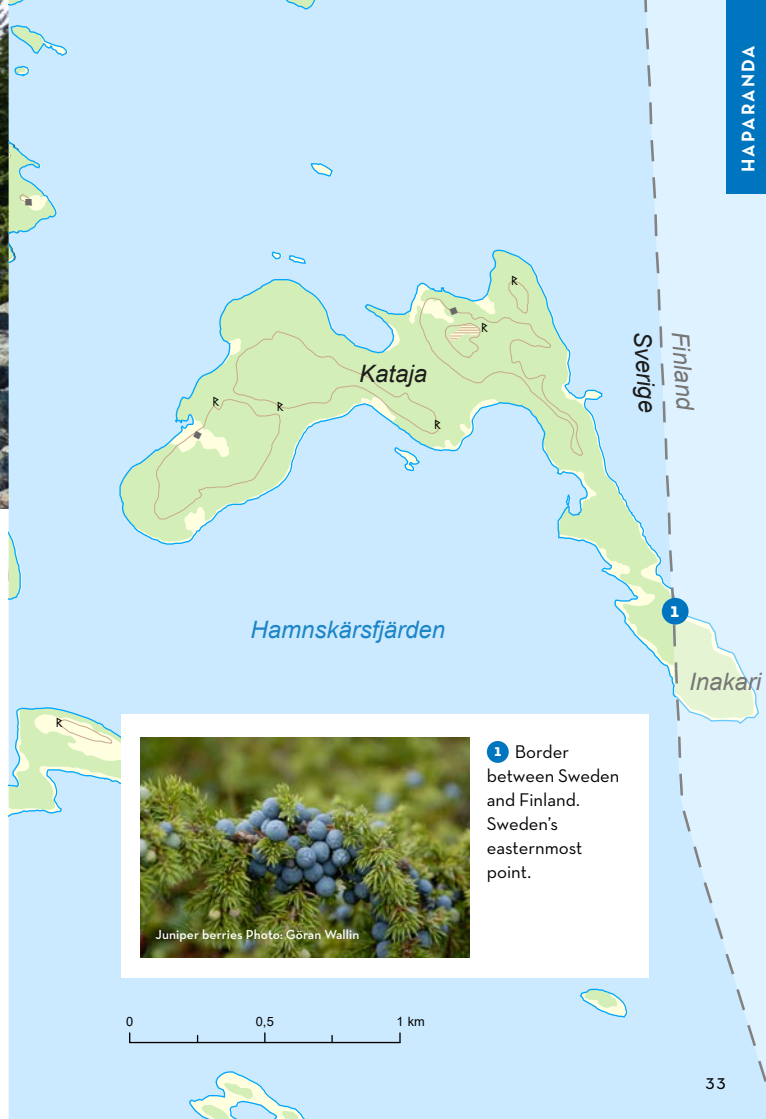 HAPARANDA
Finland
Sverige
Kataja
R
R
R
R
R
Hamnskärsfjärden
1
Inakari
R
1 Border
between Sweden
and Finland.
Sweden's
easternmost
point.
Juniper berries Photo: Göran Wallin
0 0,5 1 km
33